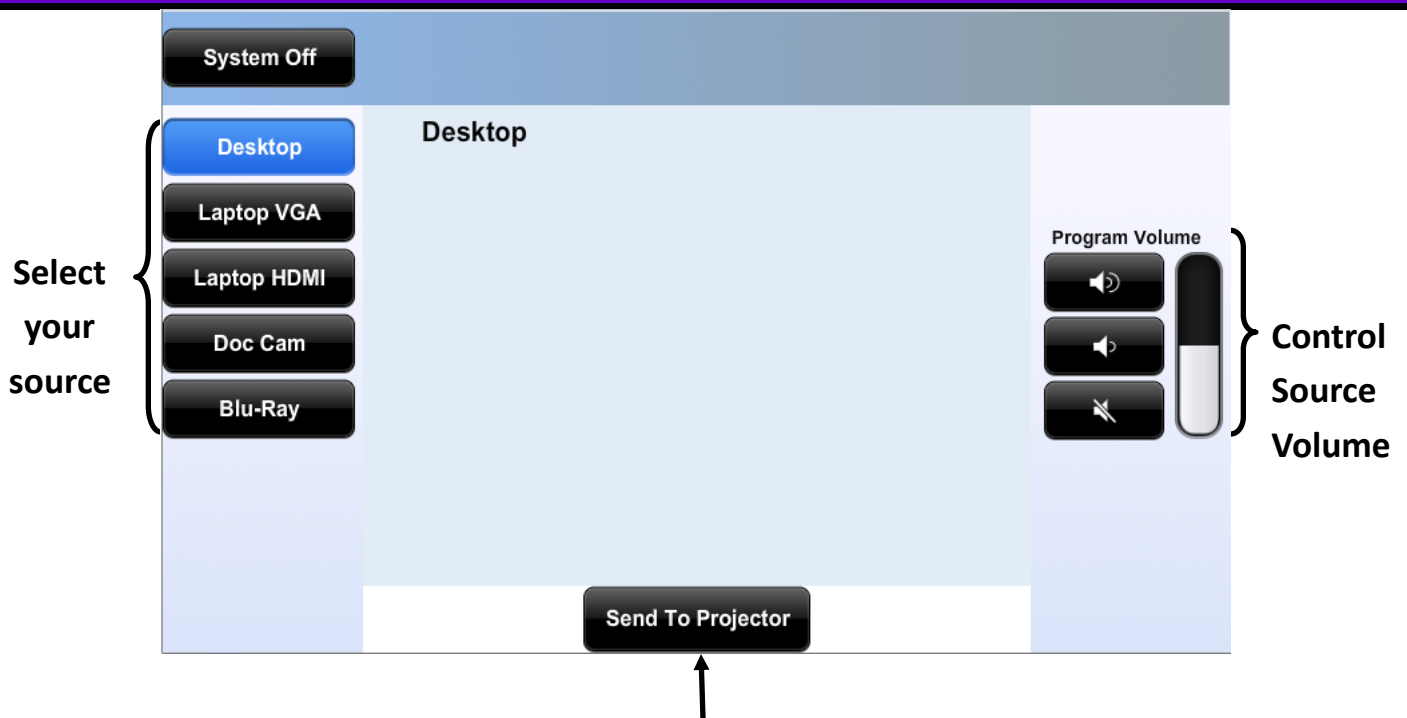 System Off
Desktop
Laptop VGA
Laptop HDMI
Doc Cam
Blu-Ray
Select
your
source
Desktop
Program Volume
Control
Source
Volume
Send To Projector